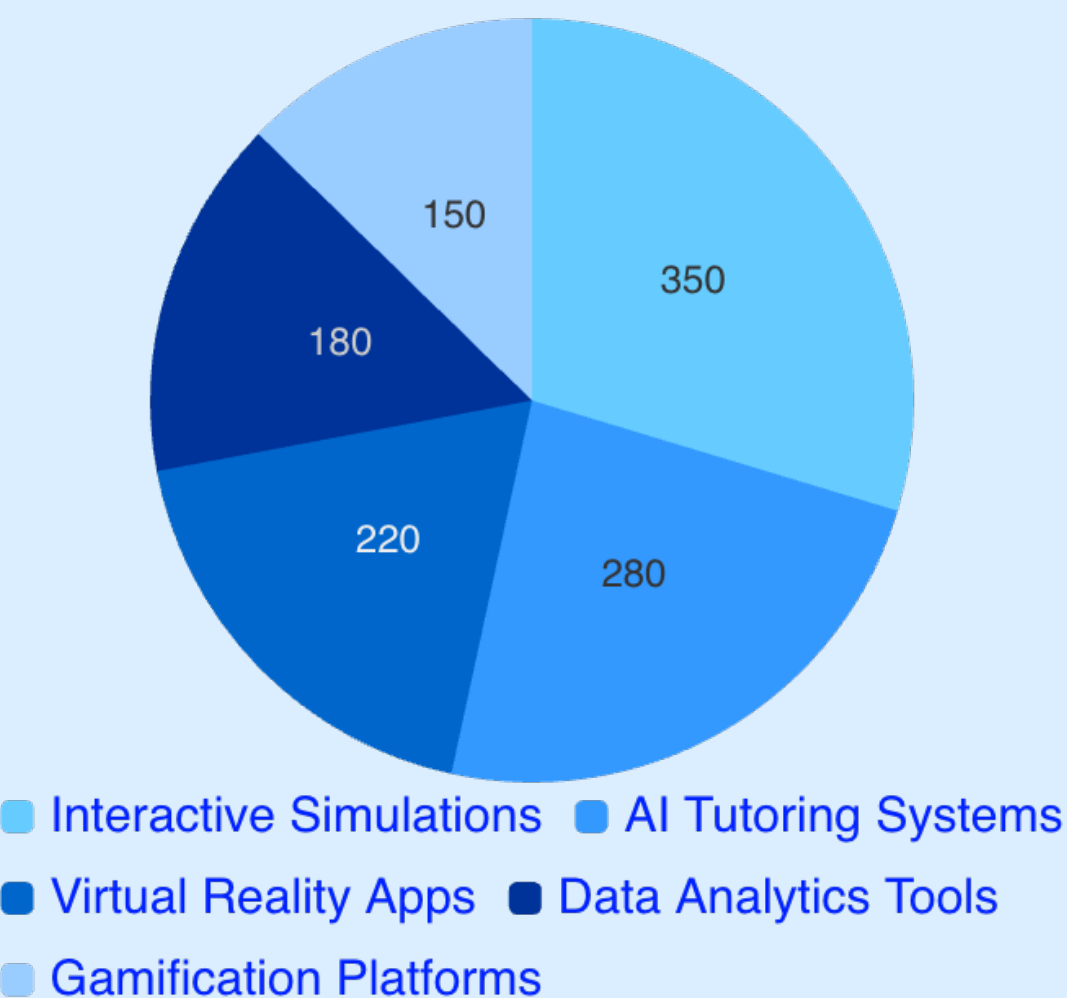 150
350
180
220
280
Interactive Simulations AI Tutoring Systems
Virtual Reality Apps Data Analytics Tools
Gamification Platforms